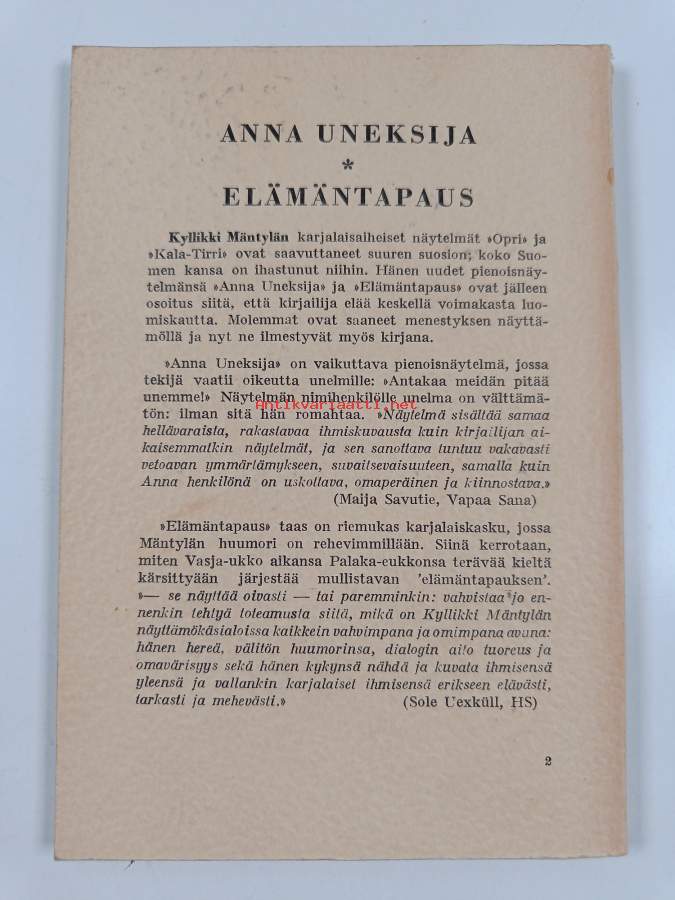 ANNA UNEKSIJA
*
ELÄMÄNTAPAUS
Kyllikki Mäntylän karjalaisaiheiset näytelmät »Opri» ja
»Kala-Tirri» ovat saavuttaneet suuren suosion; koko Suo-
men kansa on ihastunut niihin. Hänen uudet pienoisnäy-
telmänsä »Anna Uneksija» ja »Elämäntapaus» ovat jälleen
osoitus siitä, että kirjailija elää keskellä voimakasta luo-
miskautta. Molemmat ovat saaneet menestyksen näyttä-
möllä ja nyt ne ilmestyvät myös kirjana.
»Anna Uneksija» on vaikuttava pienoisnäytelmä, jossa
tekijä vaatii oikeutta unelmille: »Antakaa meidän pitää
unemme!» Näytelmän nimihenkilölle unelma on välttämä-
Antikvariaatti.net
tön: ilman sitä hän romahtaa. »Näytelmä sisältää samaa
hellävaraista, rakastavaa ihmiskuvausta kuin kirjailijan ai-
kaisemmatkin näytelmät, ja sen sanottava tuntuu vakavasti
vetoavan ymmärtämykseen, suvaitsevaisuuteen, samalla kuin
Anna henkilönä on uskottava, omaperäinen ja kiinnostava.»
(Maija Savutie, Vapaa Sana)
»Elämäntapaus» taas on riemukas karjalaiskasku, jossa
Mäntylän huumori on rehevimmillään. Siinä kerrotaan,
miten Vasja-ukko aikansa Palaka-eukkonsa terävää kieltä
kärsittyään järjestää mullistavan 'elämäntapauksen'.
»— se näyttää oivasti — tai paremminkin: vahvistaa jo en-
nenkin tehtyä toteamusta siitä, mikä on Kyllikki Mäntylän
näyttämökäsialoissa kaikkein vahvimpana ja omimpana avuna:
hänen hereä, välitön huumorinsa, dialogin aito tuoreus ja
omavärisyys sekä hänen kykynsä nähdä ja kuvata ihmisensä
yleensä ja vallankin karjalaiset ihmisensä erikseen elävästi,
tarkasti ja mehevästi.» (Sole Uexküll, HS)
2